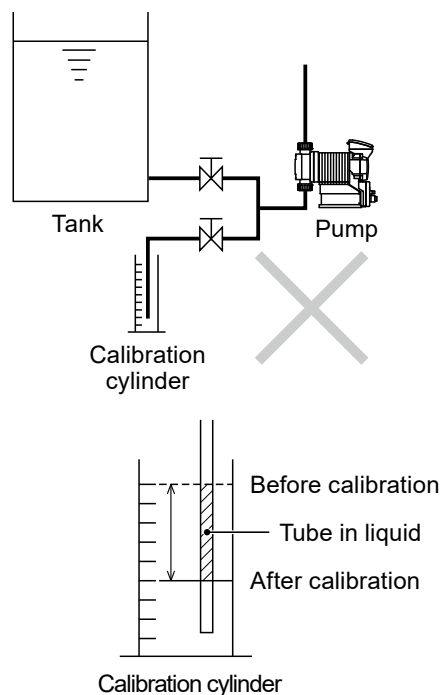 Tank
Pump
Calibration
cylinder
Before calibration
Tube in liquid
After calibration
Calibration cylinder